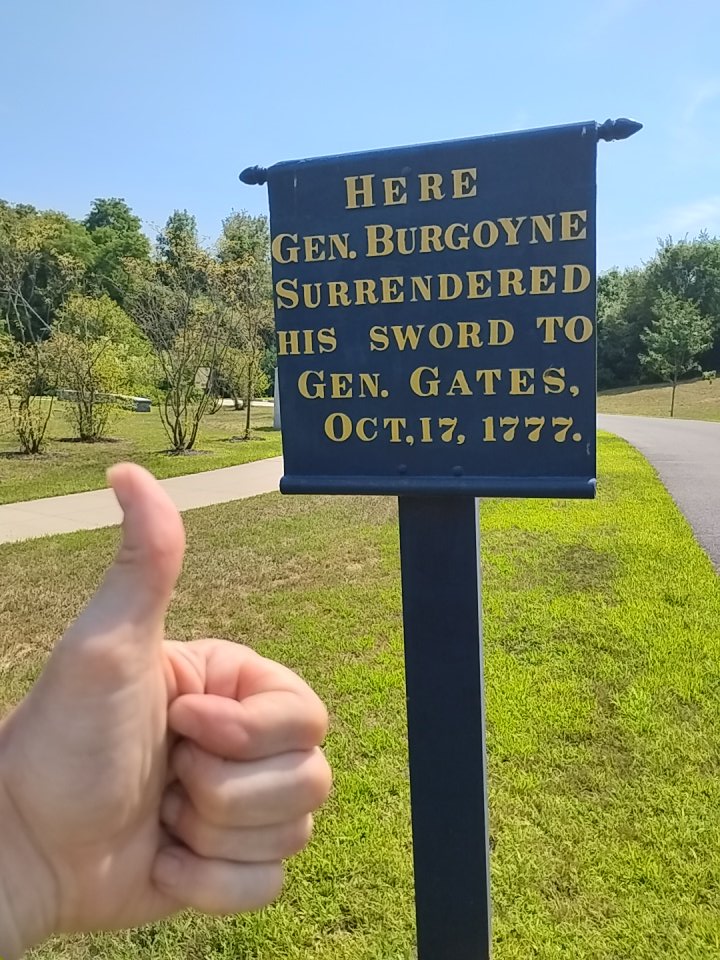 HERE
GEN. BURGOYNE
SURRENDERED
HIS SWORD TO
GEN. GATES,
OCT,17, 1777.